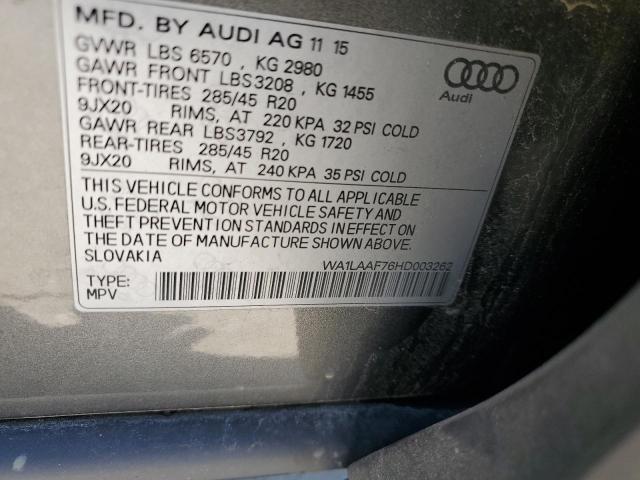 MFD. BY AUDI AG 11 15
GVWR LBS 6570 , KG 2980
GAWR FRONT LBS3208 , KG 1455
FRONT-TIRES 285/45 R20
9JX20 RIMS, AT 220 KPA 32 PSI COLD
GAWR REAR LBS3792 , KG 1720
REAR-TIRES 285/45 R20
9JX20 RIMS, AT 240 KPA 35 PSI COLD
Audi
THIS VEHICLE CONFORMS TO ALL APPLICABLE
U.S. FEDERAL MOTOR VEHICLE SAFETY AND
THEFT PREVENTION STANDARDS IN EFFECT ON
THE DATE OF MANUFACTURE SHOWN ABOVE.
SLOVAKIA
WA1LAAF76HD003262
TYPE:
MPV